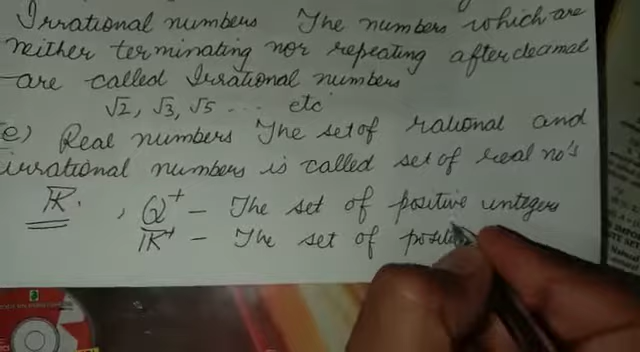 Irrational numbers The numbers which are
neither terminating nor repeating after decimal
are called Irrational numbers
√2, √3, √5 .... etc
e) Real numbers The set of rational and
irrational numbers is called set of real no's
R. , Q⁺ – The set of positive integers
R⁺ – The set of positi